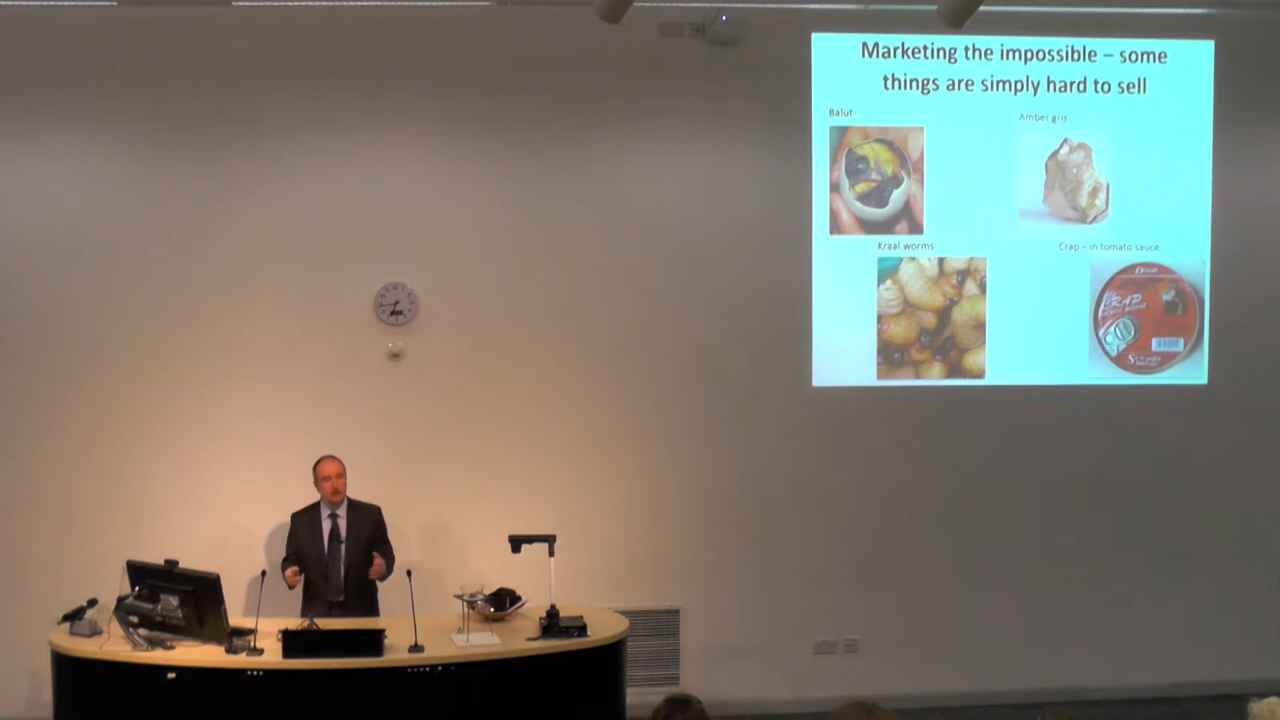 Marketing the impossible – some
things are simply hard to sell
Balut
Amber gris
Kraal worms
Crap – in tomato sauce
CRAP